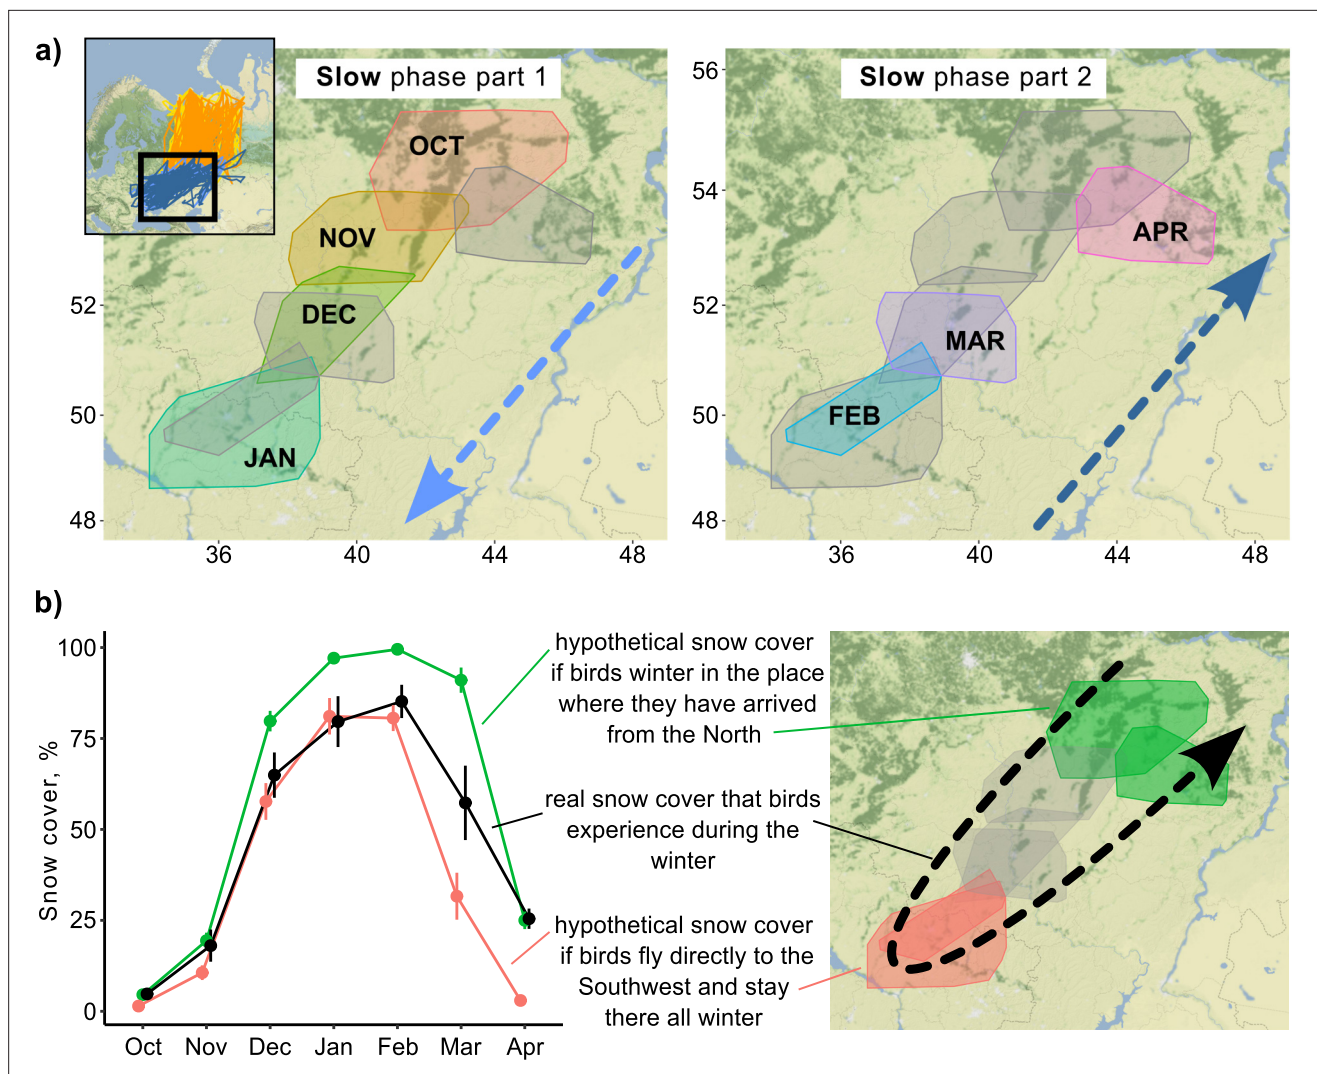 a)
Slow phase part 1
OCT
NOV
DEC
JAN
52
50
48
36
40
44
48
Slow phase part 2
APR
MAR
FEB
56
54
52
50
48
36
40
44
48
b)
Snow cover, %
100
75
50
25
0
Oct
Nov
Dec
Jan
Feb
Mar
Apr
hypothetical snow cover
if birds winter in the place
where they have arrived
from the North
real snow cover that birds
experience during the
winter
hypothetical snow cover
if birds fly directly to the
Southwest and stay
there all winter